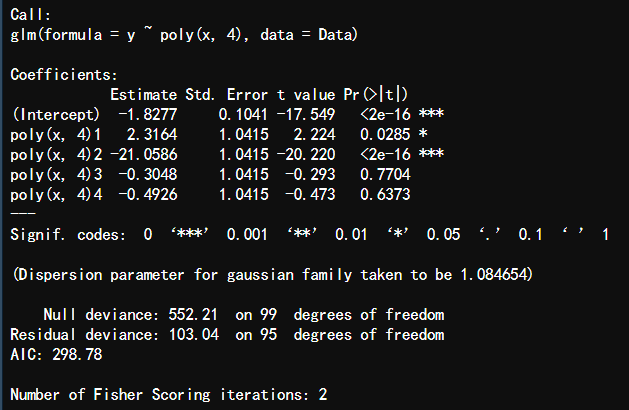 Call:
glm(formula = y ~ poly(x, 4), data = Data)
Coefficients:
Estimate Std. Error t value Pr(>|t|)
(Intercept) -1.8277 0.1041 -17.549 <2e-16 ***
poly(x, 4)1 2.3164 1.0415 2.224 0.0285 *
poly(x, 4)2 -21.0586 1.0415 -20.220 <2e-16 ***
poly(x, 4)3 -0.3048 1.0415 -0.293 0.7704
poly(x, 4)4 -0.4926 1.0415 -0.473 0.6373
---
Signif. codes: 0 ‘***’ 0.001 ‘**’ 0.01 ‘*’ 0.05 ‘.’ 0.1 ‘ ’ 1
(Dispersion parameter for gaussian family taken to be 1.084654)
Null deviance: 552.21 on 99 degrees of freedom
Residual deviance: 103.04 on 95 degrees of freedom
AIC: 298.78
Number of Fisher Scoring iterations: 2